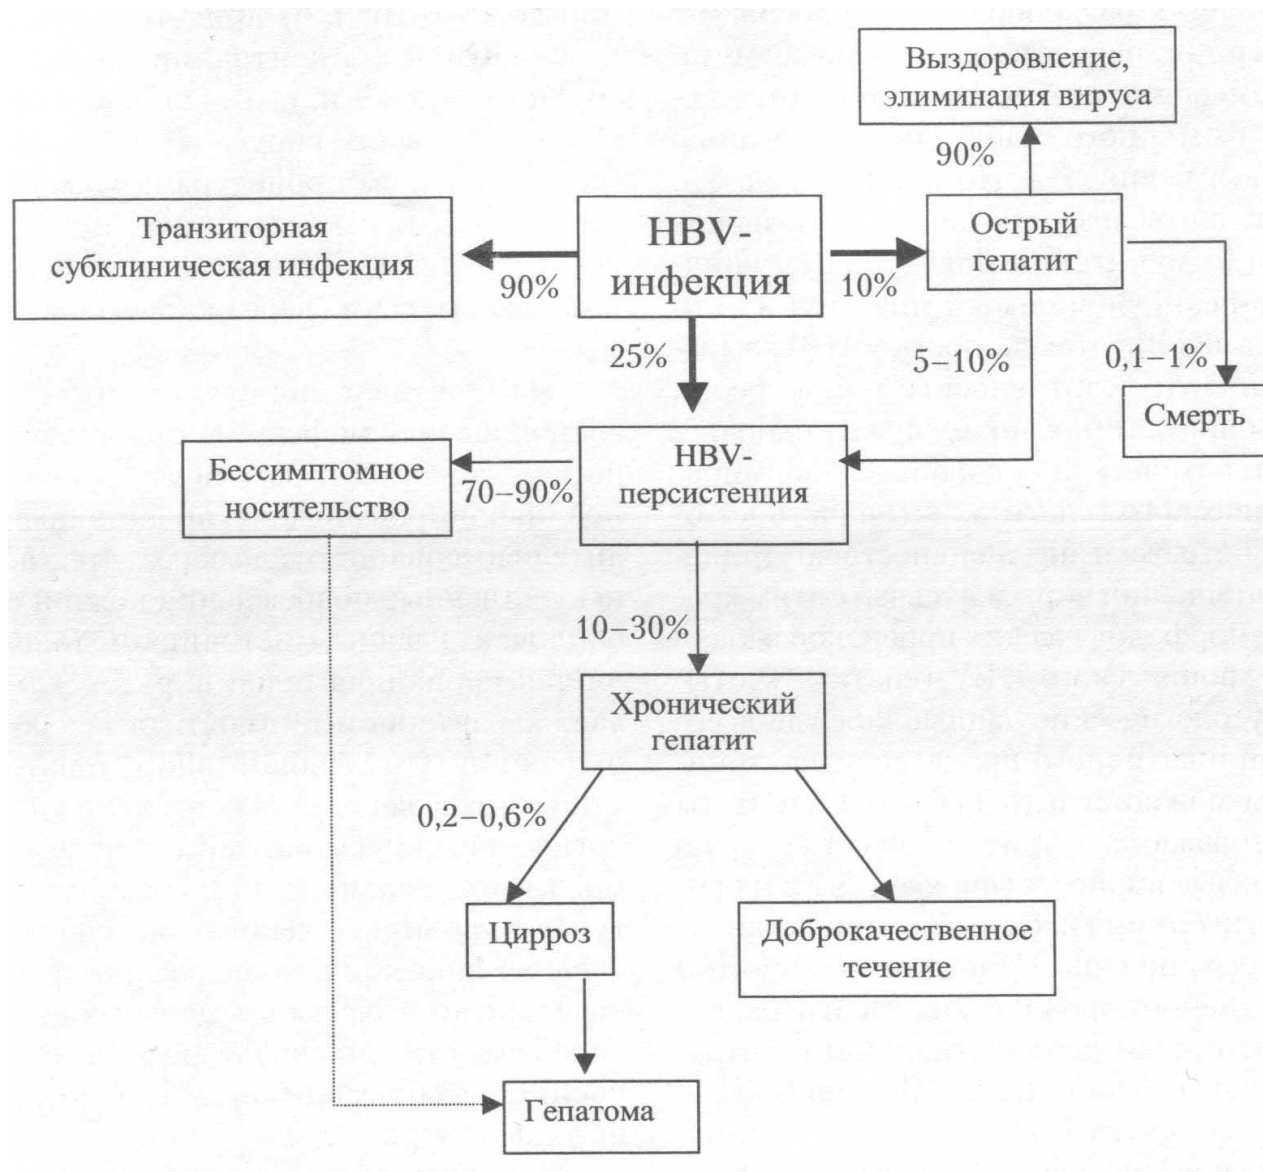 Выздоровление,
элиминация вируса
90%
Транзиторная
субклиническая инфекция
90%
HBV-
инфекция
10%
Острый
гепатит
25%
5–10%
0,1–1%
Смерть
Бессимптомное
носительство
70–90%
HBV-
персистенция
10–30%
Хронический
гепатит
0,2–0,6%
Цирроз
Доброкачественное
течение
Гепатома